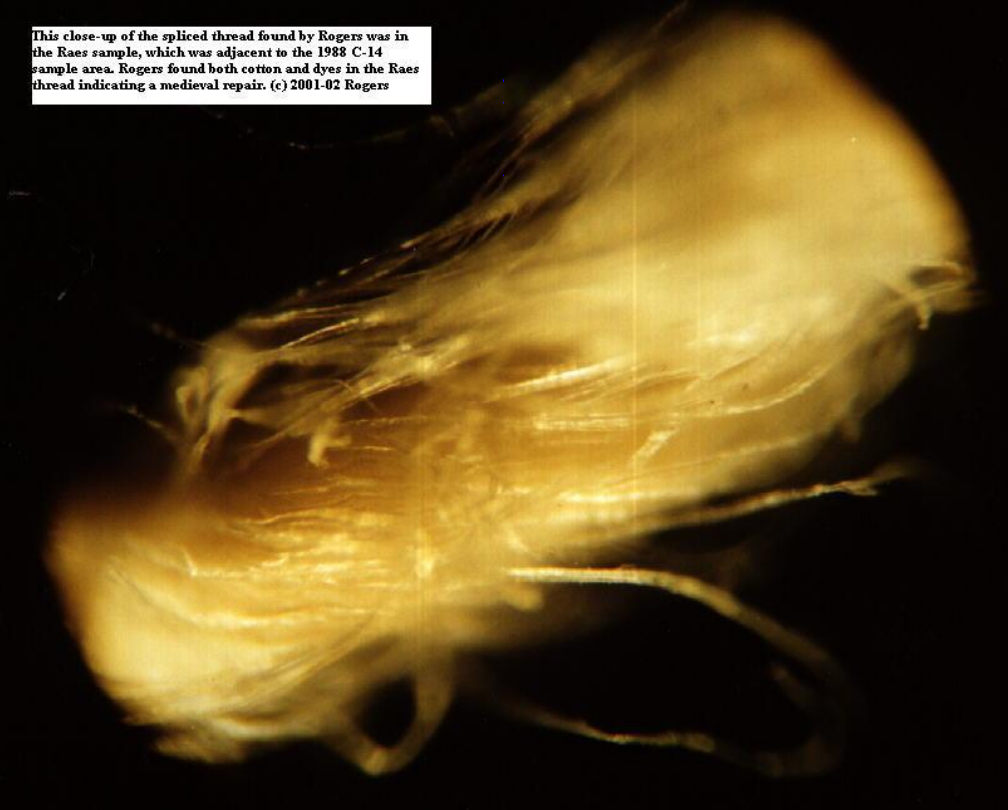 This close-up of the spliced thread found by Rogers was in
the Raes sample, which was adjacent to the 1988 C-14
sample area. Rogers found both cotton and dyes in the Raes
thread indicating a medieval repair. (c) 2001-02 Rogers